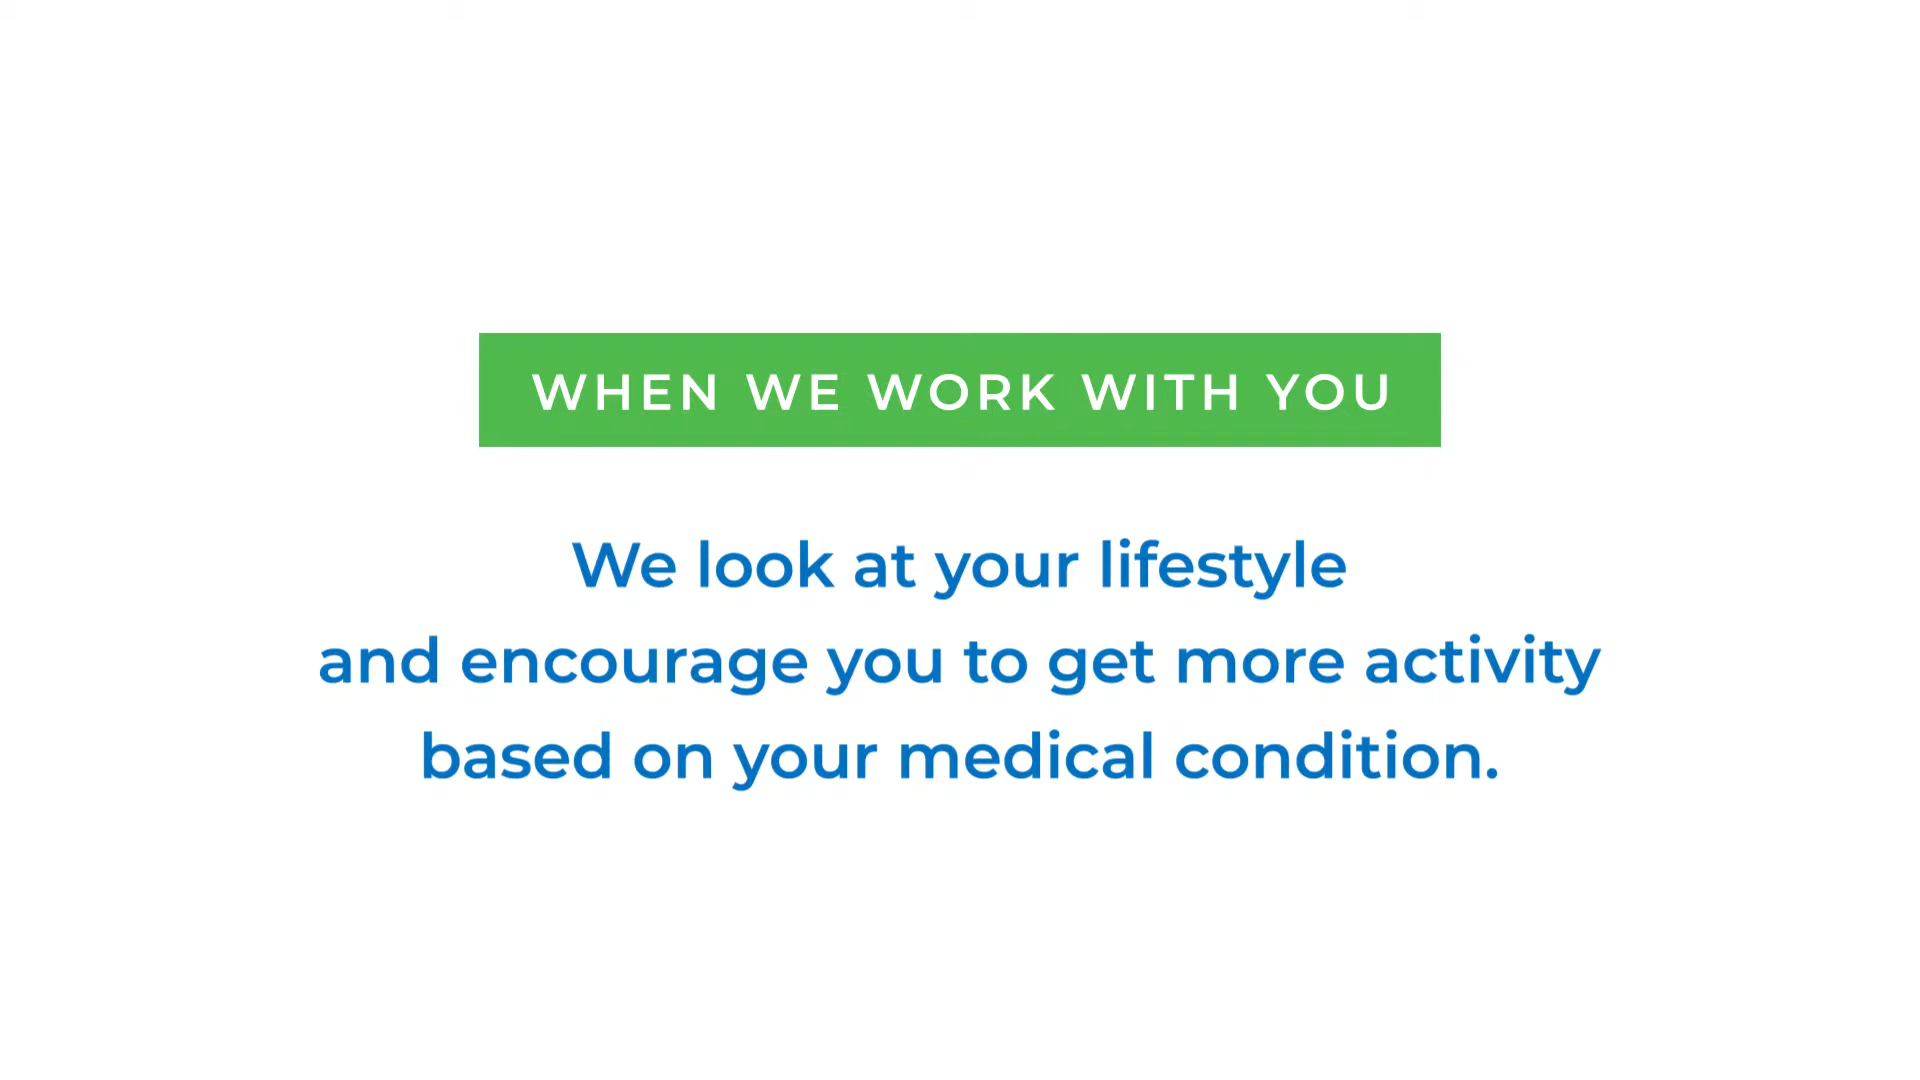 WHEN WE WORK WITH YOU
We look at your lifestyle
and encourage you to get more activity
based on your medical condition.